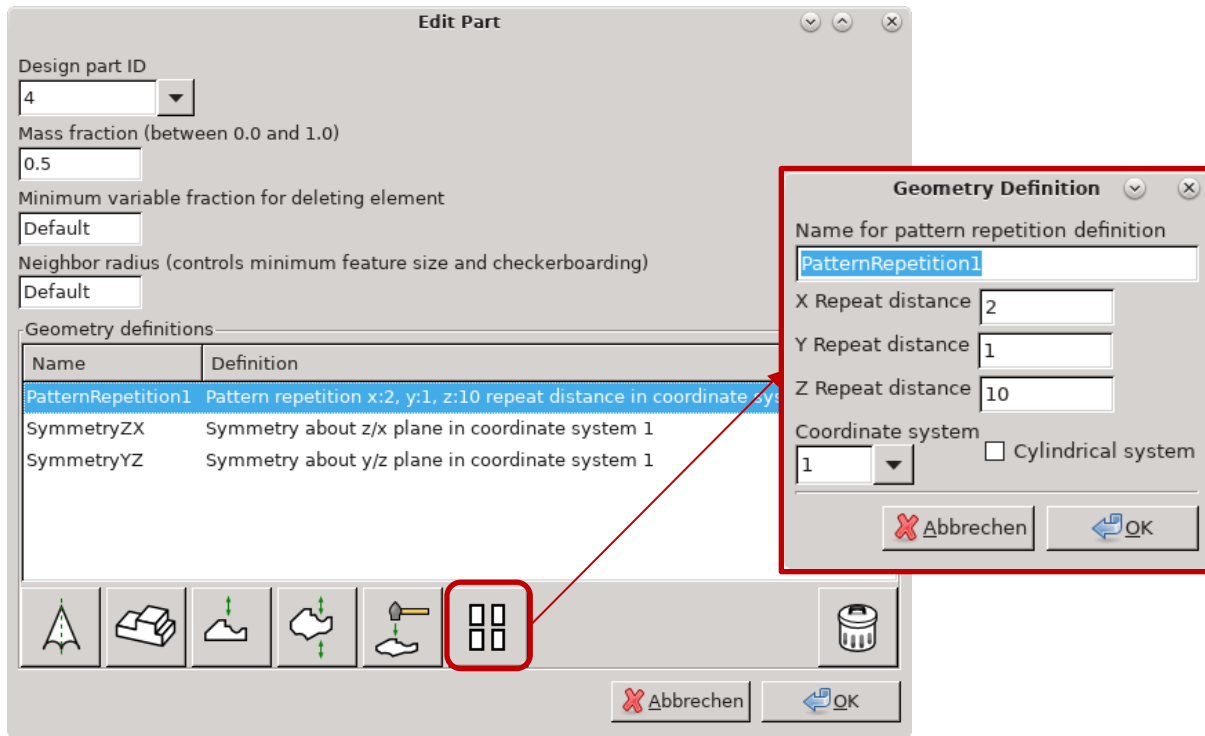 Edit Part
Design part ID
4
Mass fraction (between 0.0 and 1.0)
0.5
Minimum variable fraction for deleting element
Default
Neighbor radius (controls minimum feature size and checkerboarding)
Default
Geometry definitions
Name Definition
PatternRepetition1 Pattern repetition x:2, y:1, z:10 repeat distance in coordinate sys
SymmetryZX Symmetry about z/x plane in coordinate system 1
SymmetryYZ Symmetry about y/z plane in coordinate system 1
Abbrechen OK
Geometry Definition
Name for pattern repetition definition
PatternRepetition1
X Repeat distance 2
Y Repeat distance 1
Z Repeat distance 10
Coordinate system
1 Cylindrical system
Abbrechen OK